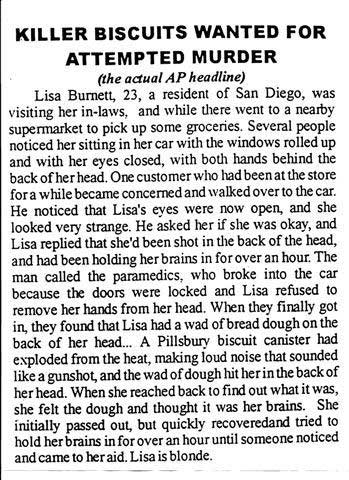 KILLER BISCUITS WANTED FOR
ATTEMPTED MURDER
(the actual AP headline)
Lisa Burnett, 23, a resident of San Diego, was
visiting her in-laws, and while there went to a nearby
supermarket to pick up some groceries. Several people
noticed her sitting in her car with the windows rolled up
and with her eyes closed, with both hands behind the
back of her head. One customer who had been at the store
for a while became concerned and walked over to the car.
He noticed that Lisa's eyes were now open, and she
looked very strange. He asked her if she was okay, and
Lisa replied that she'd been shot in the back of the head,
and had been holding her brains in for over an hour. The
man called the paramedics, who broke into the car
because the doors were locked and Lisa refused to
remove her hands from her head. When they finally got
in, they found that Lisa had a wad of bread dough on the
back of her head... A Pillsbury biscuit canister had
exploded from the heat, making loud noise that sounded
like a gunshot, and the wad of dough hit her in the back of
her head. When she reached back to find out what it was,
she felt the dough and thought it was her brains. She
initially passed out, but quickly recoveredand tried to
hold her brains in for over an hour until someone noticed
and came to her aid. Lisa is blonde.